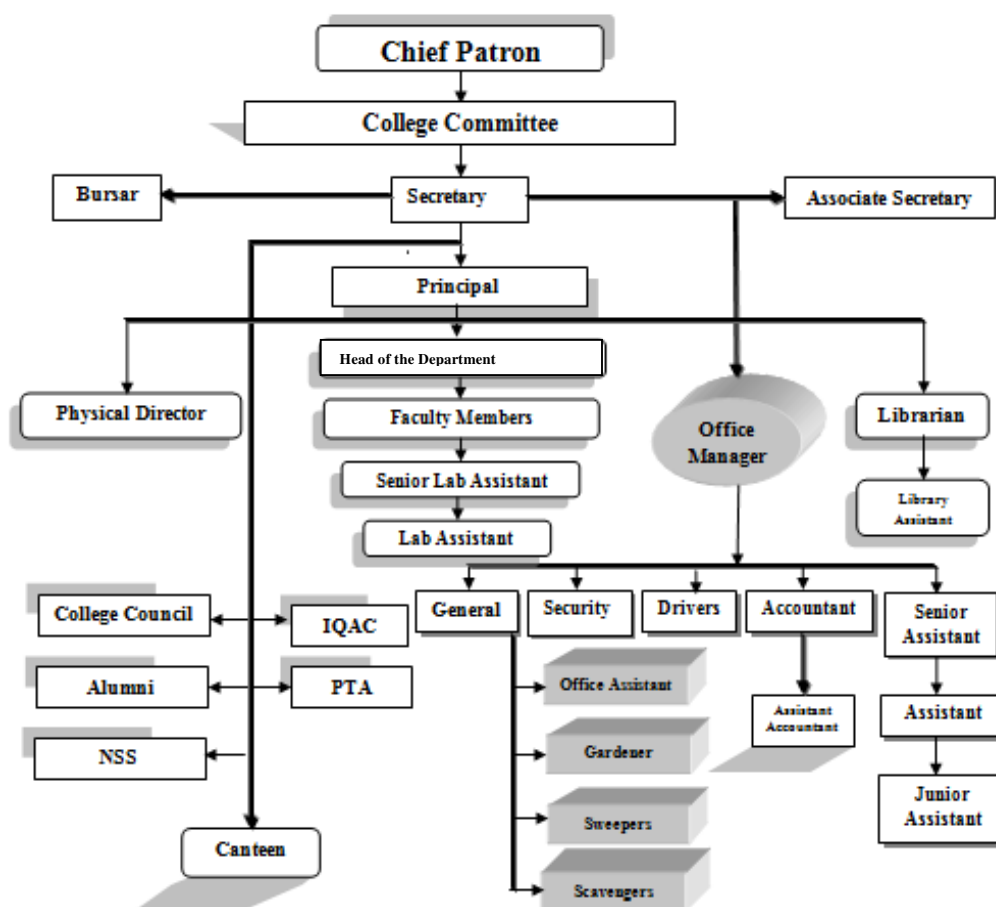 Chief Patron
College Committee
Bursar
Secretary
Associate Secretary
Principal
Head of the Department
Physical Director
Faculty Members
Office
Manager
Librarian
Senior Lab Assistant
Library
Assistant
Lab Assistant
College Council
IQAC
General
Security
Drivers
Accountant
Senior
Assistant
Alumni
PTA
Office Assistant
Assistant
Accountant
Assistant
NSS
Gardener
Junior
Assistant
Sweepers
Canteen
Scavengers